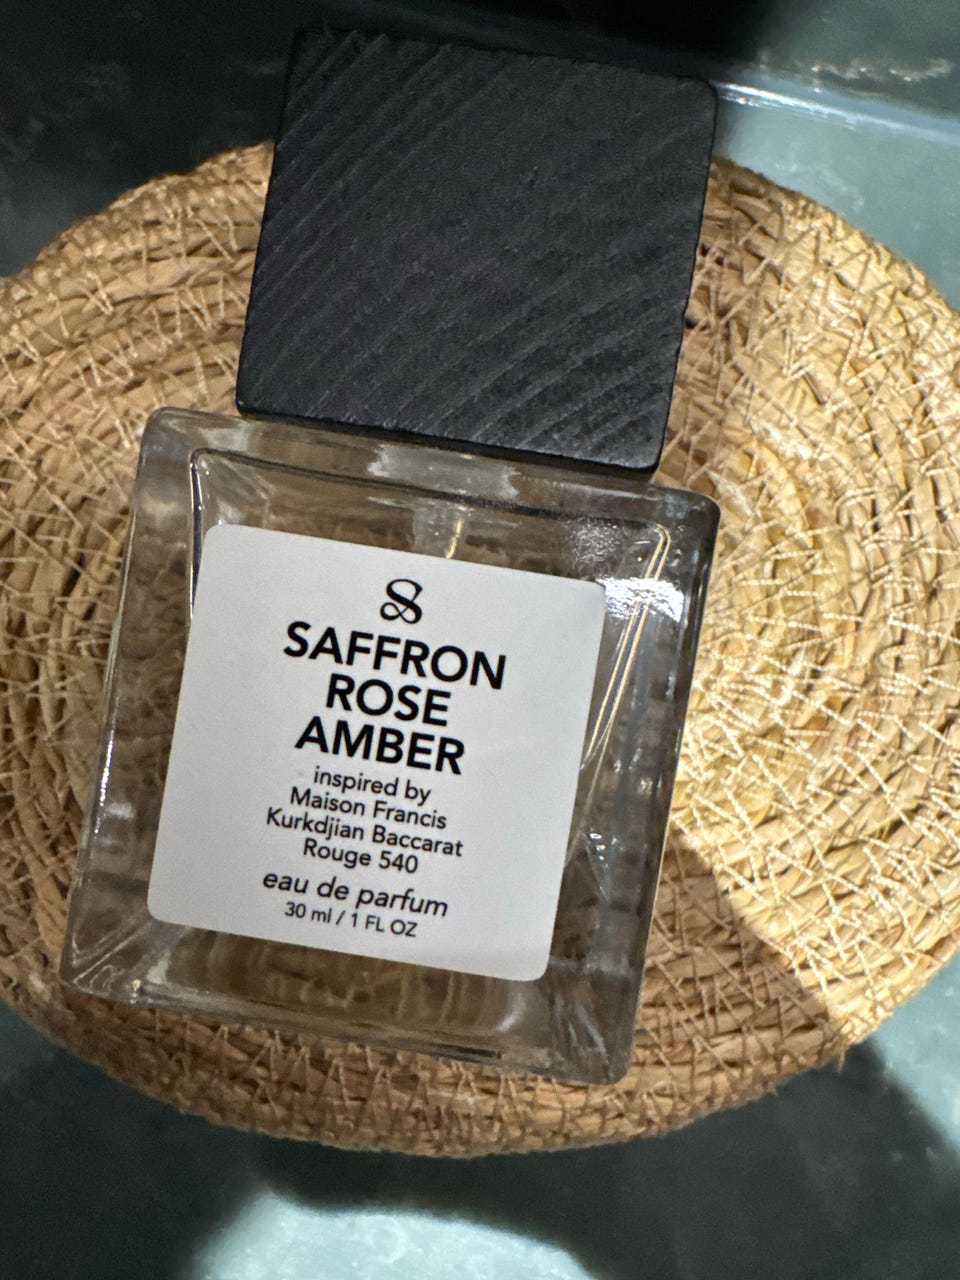 SAFFRON
ROSE
AMBER
inspired by
Maison Francis
Kurkdjian Baccarat
Rouge 540
eau de parfum
30 ml / 1 FL OZ